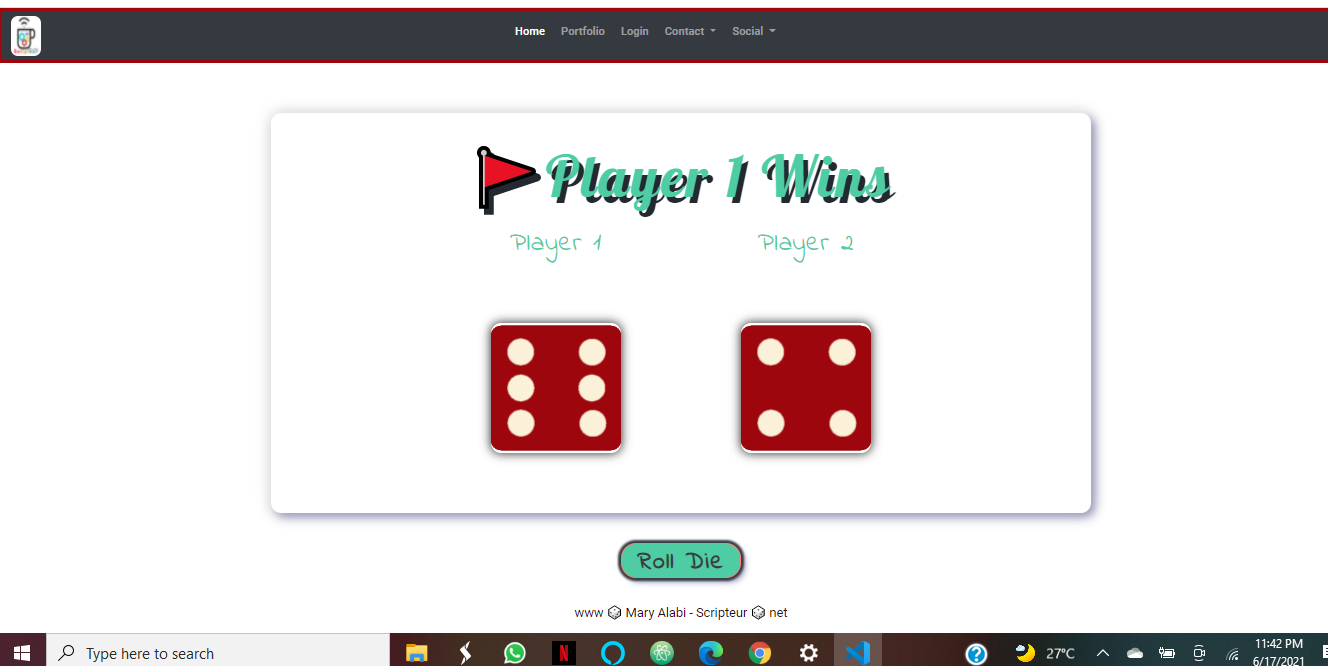 Home Portfolio Login Contact Social
Player 1 Wins
Player 1 Player 2
Roll Die
www Mary Alabi - Scripteur net
Type here to search
N
?
27°C
11:42 PM
6/17/2021